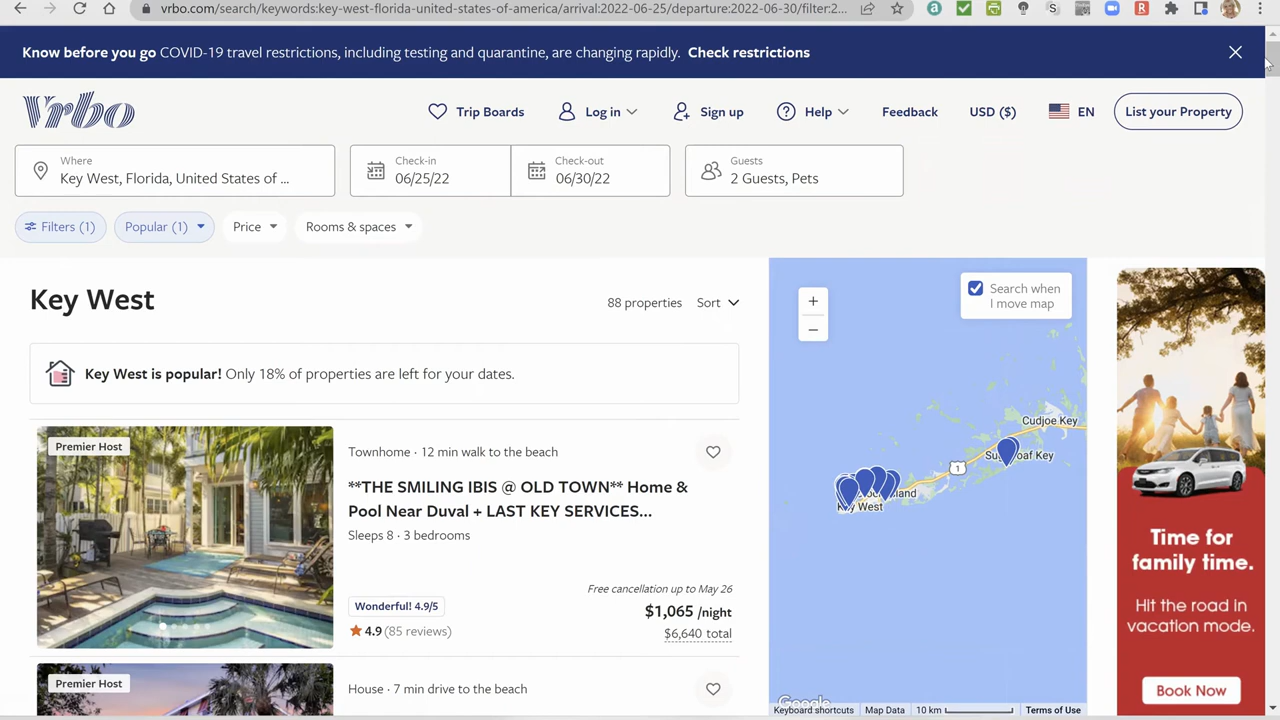 vrbo.com/search/keywords:key-west-florida-united-states-of-america/arrival:2022-06-25/departure:2022-06-30/filter:2...
Know before you go COVID-19 travel restrictions, including testing and quarantine, are changing rapidly. Check restrictions
Vrbo
Trip Boards
Log in
Sign up
Help
Feedback
USD ($)
EN
List your Property
Where
Key West, Florida, United States of ...
Check-in
06/25/22
Check-out
06/30/22
Guests
2 Guests, Pets
Filters (1)
Popular (1)
Price
Rooms & spaces
Key West
88 properties
Sort
Key West is popular! Only 18% of properties are left for your dates.
Premier Host
Townhome · 12 min walk to the beach
**THE SMILING IBIS @ OLD TOWN** Home &
Pool Near Duval + LAST KEY SERVICES...
Sleeps 8 · 3 bedrooms
Free cancellation up to May 26
Wonderful! 4.9/5
$1,065 /night
4.9 (85 reviews)
$6,640 total
Premier Host
House · 7 min drive to the beach
+
−
Search when
I move map
Cudjoe Key
Key
1
Key West
Google
Keyboard shortcuts
Map Data
10 km
Terms of Use
Time for
family time.
Hit the road in
vacation mode.
Book Now